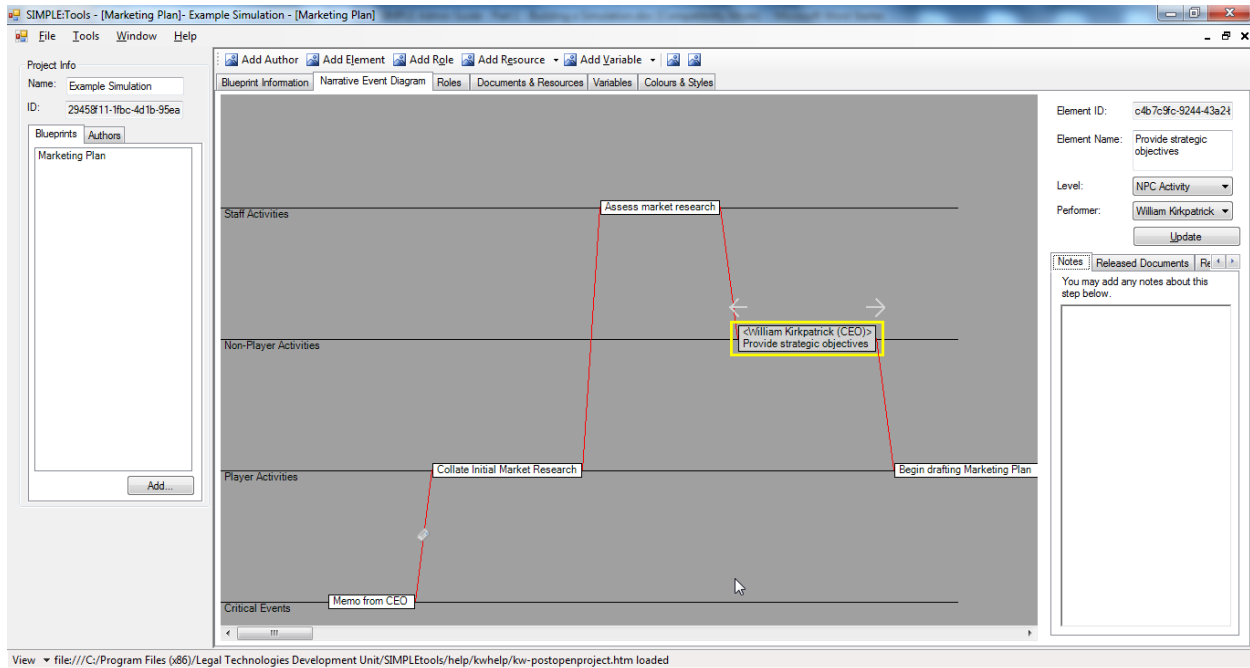 SIMPLE:Tools - [Marketing Plan]- Example Simulation - [Marketing Plan]
File Tools Window Help
Project Info
Name: Example Simulation
ID: 29458f11-1fbc-4d1b-95ea
Blueprints Authors
Marketing Plan
Add...
Add Author Add Element Add Role Add Resource Add Variable
Blueprint Information Narrative Event Diagram Roles Documents & Resources Variables Colours & Styles
Staff Activities
Assess market research
Non-Player Activities
<William Kirkpatrick (CEO)>
Provide strategic objectives
Player Activities
Collate Initial Market Research
Begin drafting Marketing Plan
Critical Events
Memo from CEO
Element ID: c4b7c9fc-9244-43a2-
Element Name: Provide strategic
objectives
Level: NPC Activity
Performer: William Kirkpatrick
Update
Notes Released Documents Re
You may add any notes about this
step below.
View file:///C:/Program Files (x86)/Legal Technologies Development Unit/SIMPLEtools/help/kwhelp/kw-postopenproject.htm loaded